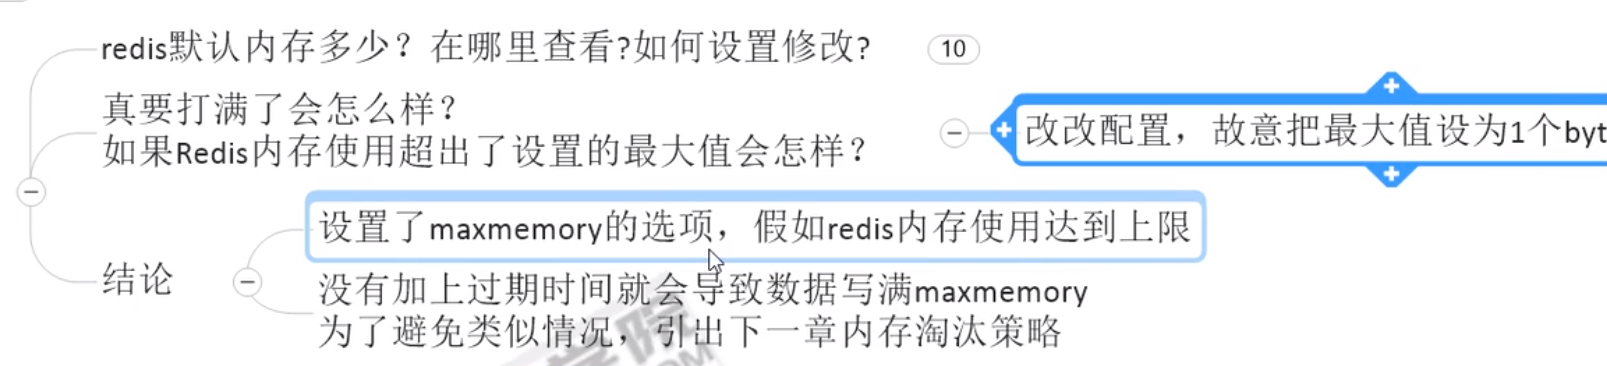 redis默认内存多少？在哪里查看?如何设置修改?
10
真要打满了会怎么样？
如果Redis内存使用超出了设置的最大值会怎样？
改改配置，故意把最大值设为1个byt
设置了maxmemory的选项，假如redis内存使用达到上限
结论
没有加上过期时间就会导致数据写满maxmemory
为了避免类似情况，引出下一章内存淘汰策略